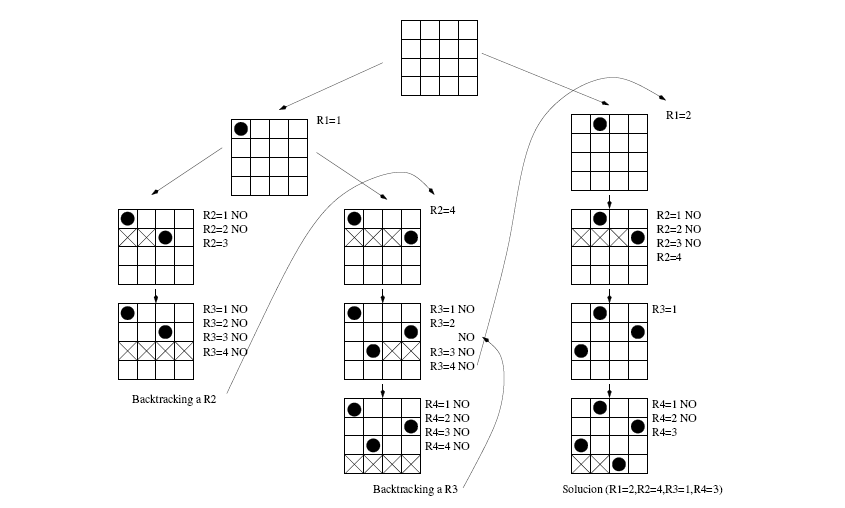 R1=1
R1=2
R2=1 NO
R2=2 NO
R2=3
R2=4
R2=1 NO
R2=2 NO
R2=3 NO
R2=4
R3=1 NO
R3=2 NO
R3=3 NO
R3=4 NO
R3=1 NO
R3=2
NO
R3=3 NO
R3=4 NO
R3=1
Backtracking a R2
R4=1 NO
R4=2 NO
R4=3 NO
R4=4 NO
R4=1 NO
R4=2 NO
R4=3
Backtracking a R3
Solucion (R1=2,R2=4,R3=1,R4=3)